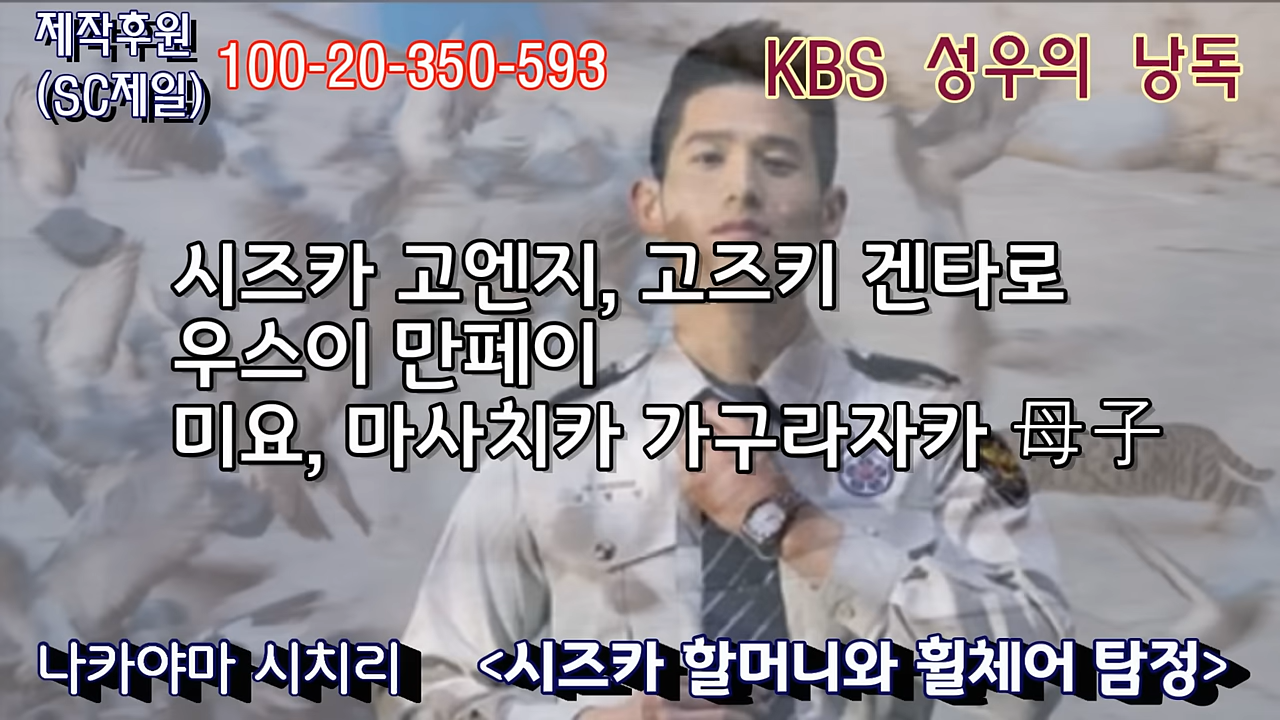 제작후원
(SC제일)
100-20-350-593
KBS 성우의 낭독
시즈카 고엔지, 고즈키 겐타로
우스이 만페이
미요, 마사치카 가구라자카 母子
나카야마 시치리
<시즈카 할머니와 휠체어 탐정>